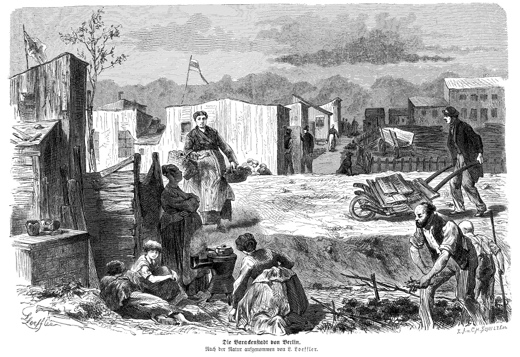 Die Barackenstadt von Berlin.
Nach der Natur aufgenommen von L. Loeffler.